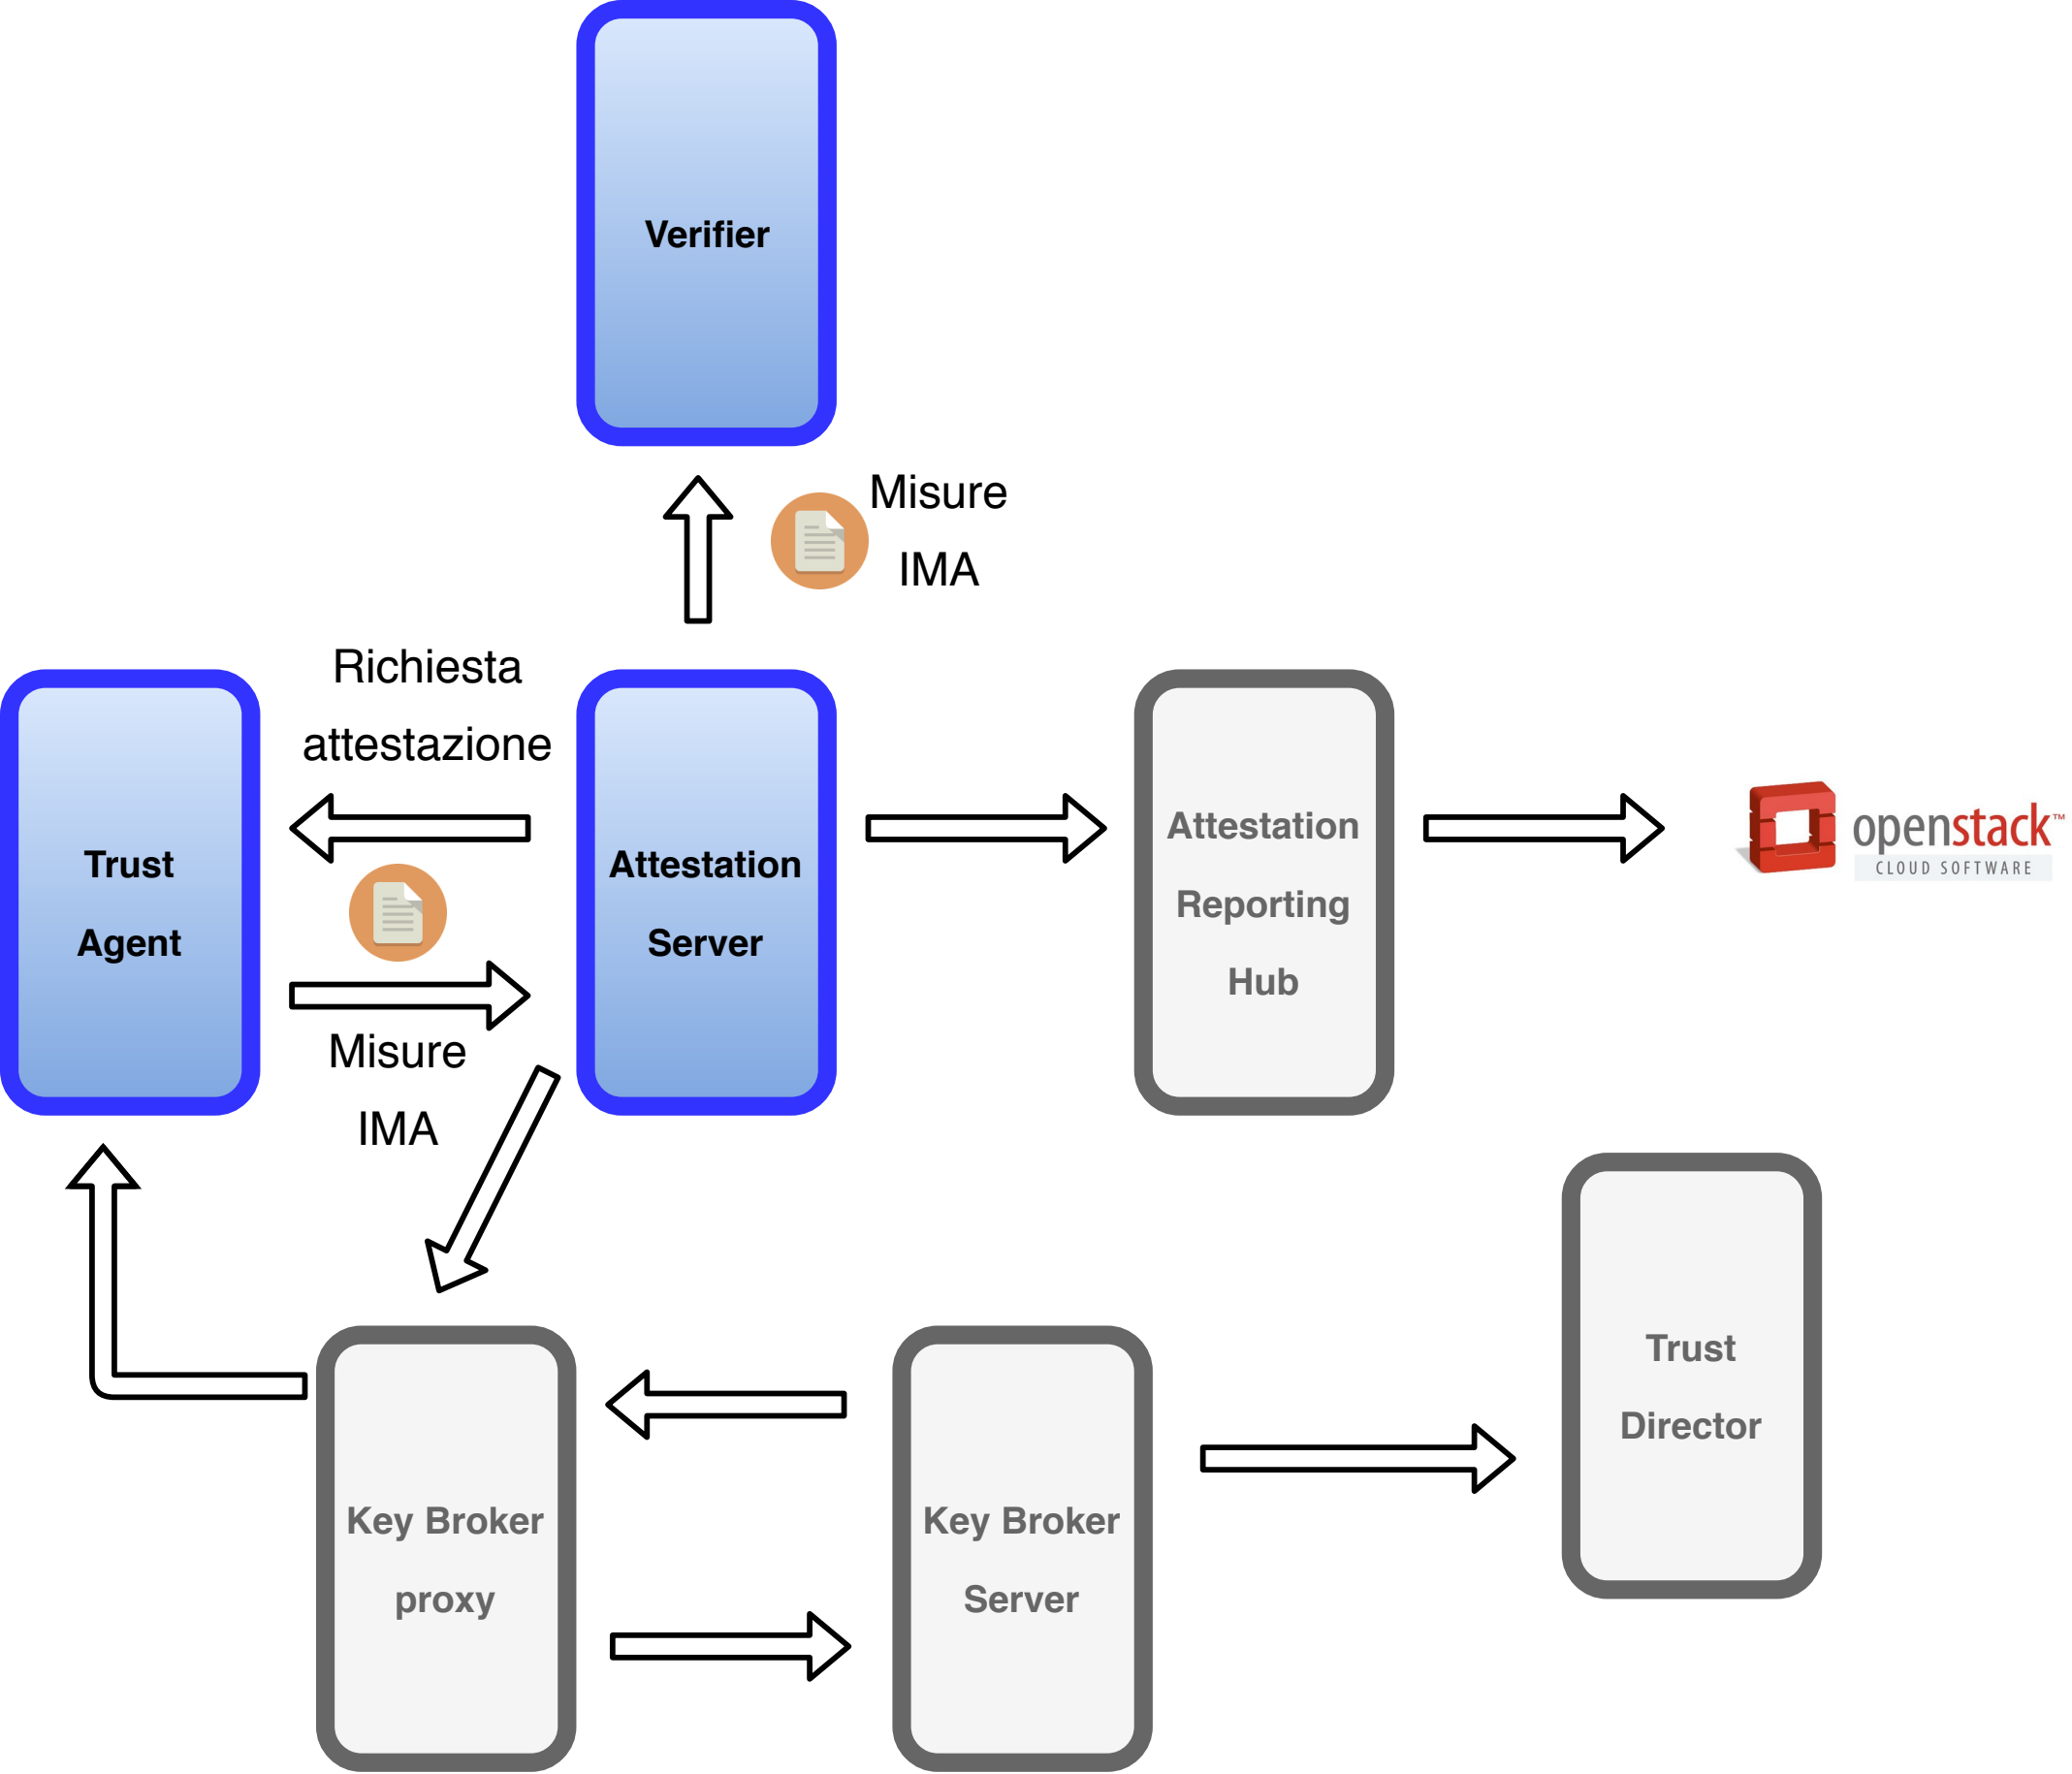 Verifier
Misure
IMA
Richiesta
attestazione
Trust
Agent
Misure
IMA
Attestation
Server
Attestation
Reporting
Hub
openstack™
CLOUD SOFTWARE
Key Broker
proxy
Key Broker
Server
Trust
Director